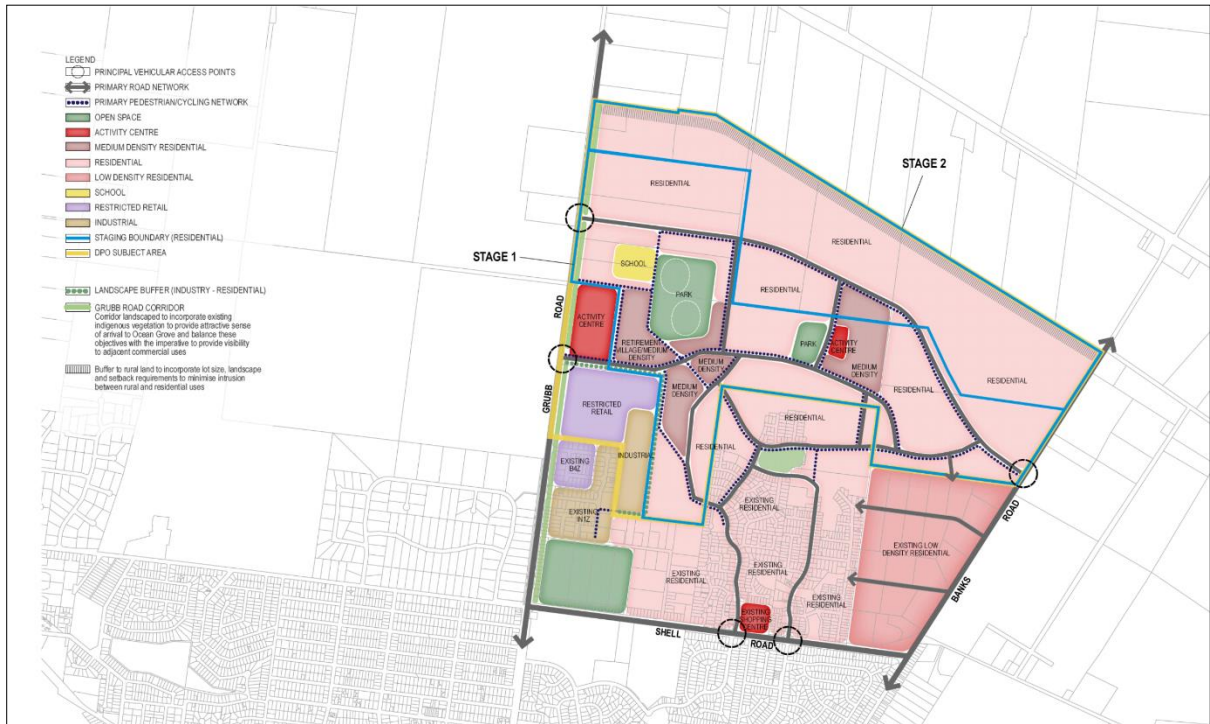 LEGEND
PRINCIPAL VEHICULAR ACCESS POINTS
PRIMARY ROAD NETWORK
PRIMARY PEDESTRIAN/CYCLING NETWORK
OPEN SPACE
ACTIVITY CENTRE
MEDIUM DENSITY RESIDENTIAL
RESIDENTIAL
LOW DENSITY RESIDENTIAL
SCHOOL
RESTRICTED RETAIL
INDUSTRIAL
STAGING BOUNDARY (RESIDENTIAL)
DPO SUBJECT AREA
LANDSCAPE BUFFER (INDUSTRY - RESIDENTIAL)
GRUBB ROAD CORRIDOR
Corridor landscaped to incorporate existing
indigenous vegetation to provide attractive sense
of arrival to Ocean Grove and balance these
objectives with the imperative to provide visibility
to adjacent commercial uses
Buffer to rural land to incorporate lot size, landscape
and setback requirements to minimise intrusion
between rural and residential uses
STAGE 2
RESIDENTIAL
RESIDENTIAL
STAGE 1
SCHOOL
PARK
RESIDENTIAL
ROAD
ACTIVITY
CENTRE
RETIREMENT
VILLAGE/MEDIUM
DENSITY
PARK
ACTIVITY
CENTRE
MEDIUM
DENSITY
MEDIUM
DENSITY
MEDIUM
DENSITY
RESIDENTIAL
RESIDENTIAL
GRUBB
RESTRICTED
RETAIL
RESIDENTIAL
RESIDENTIAL
INDUSTRIAL
EXISTING
B4Z
EXISTING
IN1Z
EXISTING
RESIDENTIAL
ROAD
EXISTING LOW
DENSITY RESIDENTIAL
EXISTING
RESIDENTIAL
EXISTING
RESIDENTIAL
EXISTING
RESIDENTIAL
BANKS
EXISTING
SHOPPING
CENTRE
SHELL
ROAD